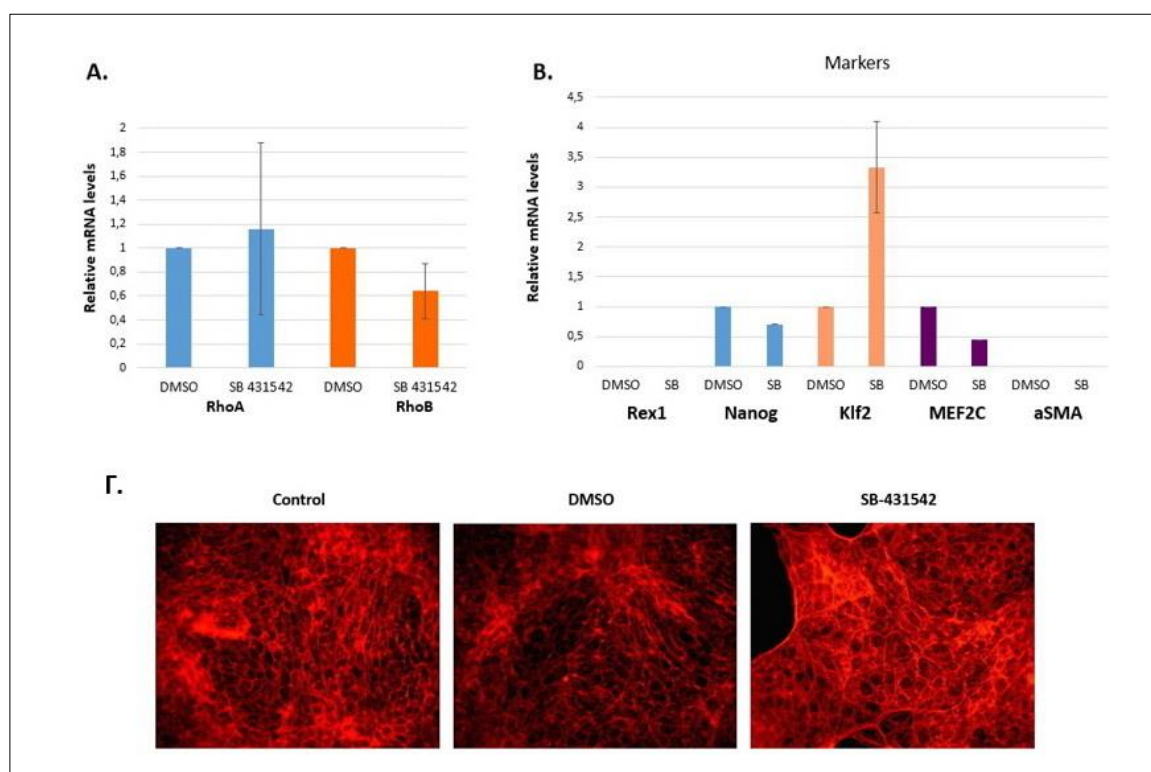 A.
Relative mRNA levels
2
1,8
1,6
1,4
1,2
1
0,8
0,6
0,4
0,2
0
DMSO SB 431542 DMSO SB 431542
RhoA RhoB
B.
Markers
Relative mRNA levels
4,5
4
3,5
3
2,5
2
1,5
1
0,5
0
DMSO SB DMSO SB DMSO SB DMSO SB DMSO SB
Rex1 Nanog Klf2 MEF2C aSMA
Γ.
Control DMSO SB-431542